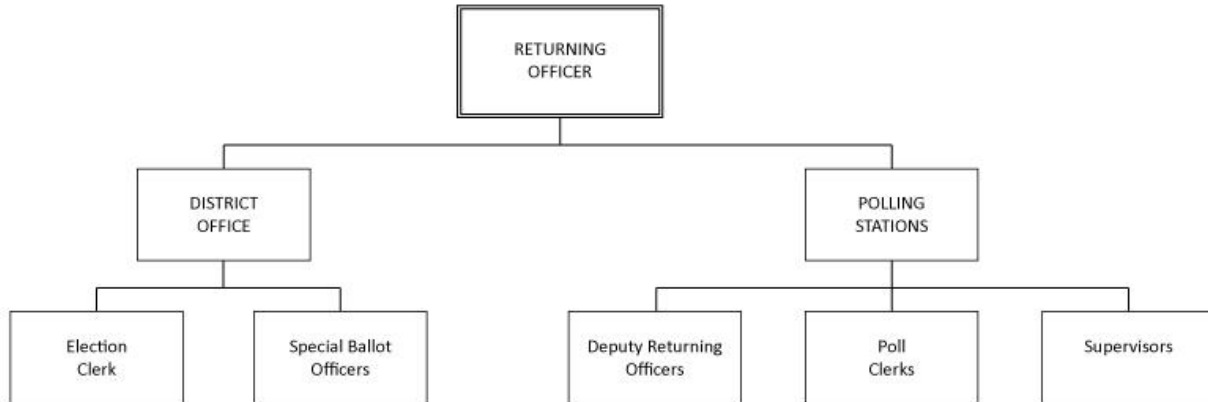 RETURNING
OFFICER
DISTRICT
OFFICE
POLLING
STATIONS
Election
Clerk
Special Ballot
Officers
Deputy Returning
Officers
Poll
Clerks
Supervisors